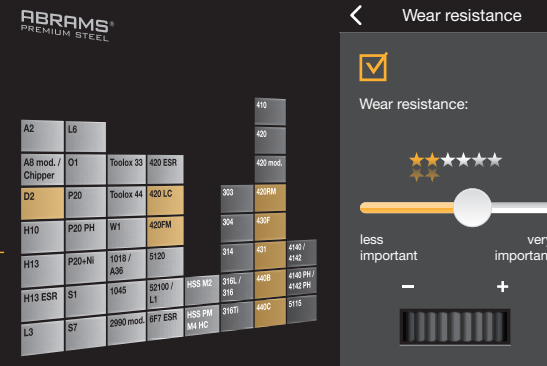 ABRAMS®
PREMIUM STEEL
Wear resistance
Wear resistance:
less
important
very
important
410
420
A2
L6
A8 mod. /
Chipper
O1
Toolox 33
420 ESR
420 mod.
D2
P20
Toolox 44
420 LC
303
420RM
H10
P20 PH
W1
420FM
304
430F
H13
P20+Ni
1018 /
A36
5120
314
431
4140 /
4142
H13 ESR
S1
1045
52100 /
L1
HSS M2
316L /
316
440B
4140 PH /
4142 PH
L3
S7
2990 mod.
6F7 ESR
HSS PM
M4 HC
316Ti
440C
5115